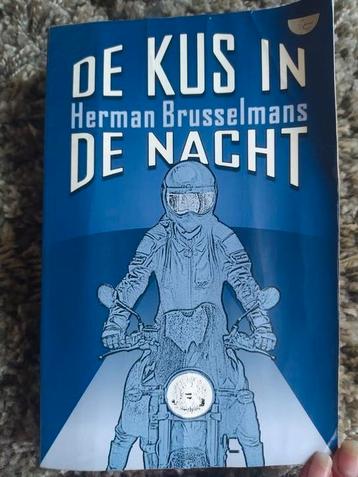 DE KUS IN
Herman Brusselmans
DE NACHT